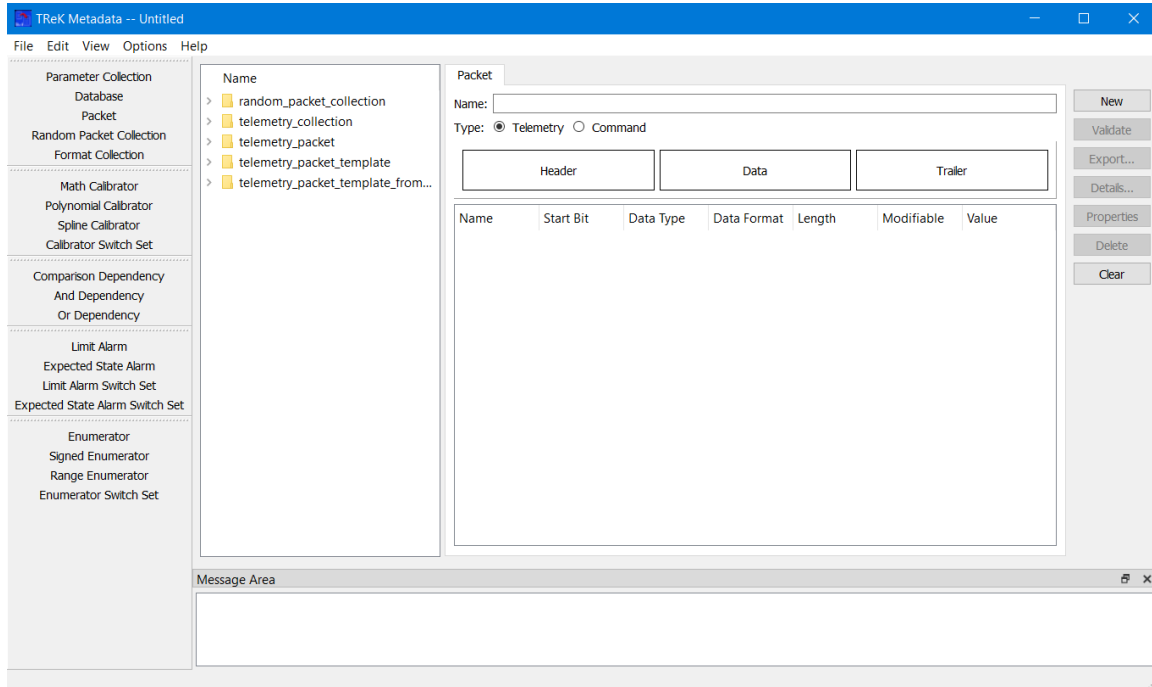 TReK Metadata -- Untitled
File Edit View Options Help
Parameter Collection
Database
Packet
Random Packet Collection
Format Collection
Math Calibrator
Polynomial Calibrator
Spline Calibrator
Calibrator Switch Set
Comparison Dependency
And Dependency
Or Dependency
Limit Alarm
Expected State Alarm
Limit Alarm Switch Set
Expected State Alarm Switch Set
Enumerator
Signed Enumerator
Range Enumerator
Enumerator Switch Set
Name
random_packet_collection
telemetry_collection
telemetry_packet
telemetry_packet_template
telemetry_packet_template_from...
Packet
Name:
Type: Telemetry Command
Header Data Trailer
Name Start Bit Data Type Data Format Length Modifiable Value
New
Validate
Export...
Details...
Properties
Delete
Clear
Message Area